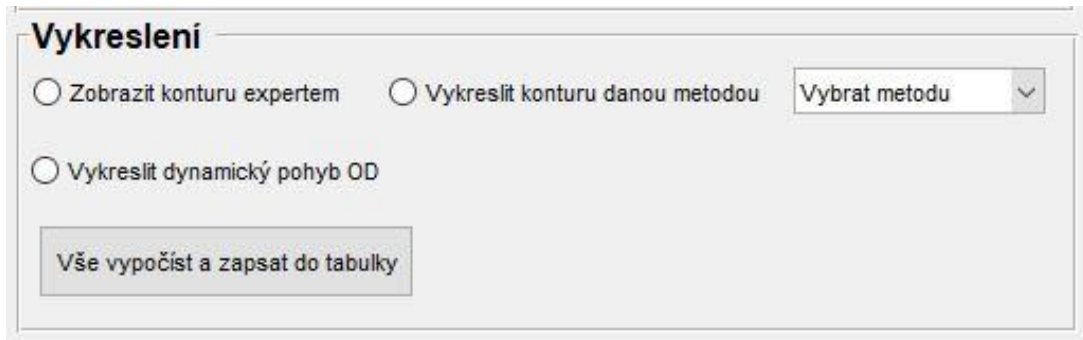 Vykreslení
Zobrazit konturu expertem Vykreslit konturu danou metodou Vybrat metodu
Vykreslit dynamický pohyb OD
Vše vypočíst a zapsat do tabulky